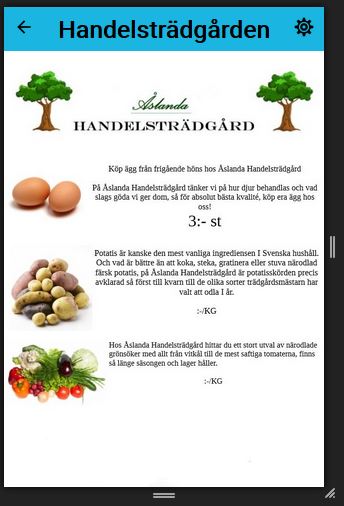 Handelsträdgården
Åslanda
HANDELSTRÄDGÅRD
Köp ägg från frigående höns hos Åslanda Handelsträdgård
På Åslanda Handelsträdgård tänker vi på hur djur behandlas och vad
slags göda vi ger dom, så för absolut bästa kvalité, köp era ägg hos
oss!
3:- st
Potatis är kanske den mest vanliga ingrediensen I Svenska hushåll.
Och vad är bättre än att koka, steka, gratinera eller stuva närodlad
färsk potatis, på Åslanda Handelsträdgård är potatisskörden precis
avklarad så först till kvarn till de olika sorter trädgårdsmästarn har
valt att odla I år.
:-/KG
Hos Åslanda Handelsträdgård hittar du ett stort utval av närodlade
grönsöker med allt från vitkål till de mest saftiga tomaterna, finns
så länge säsongen och lager håller.
:-/KG